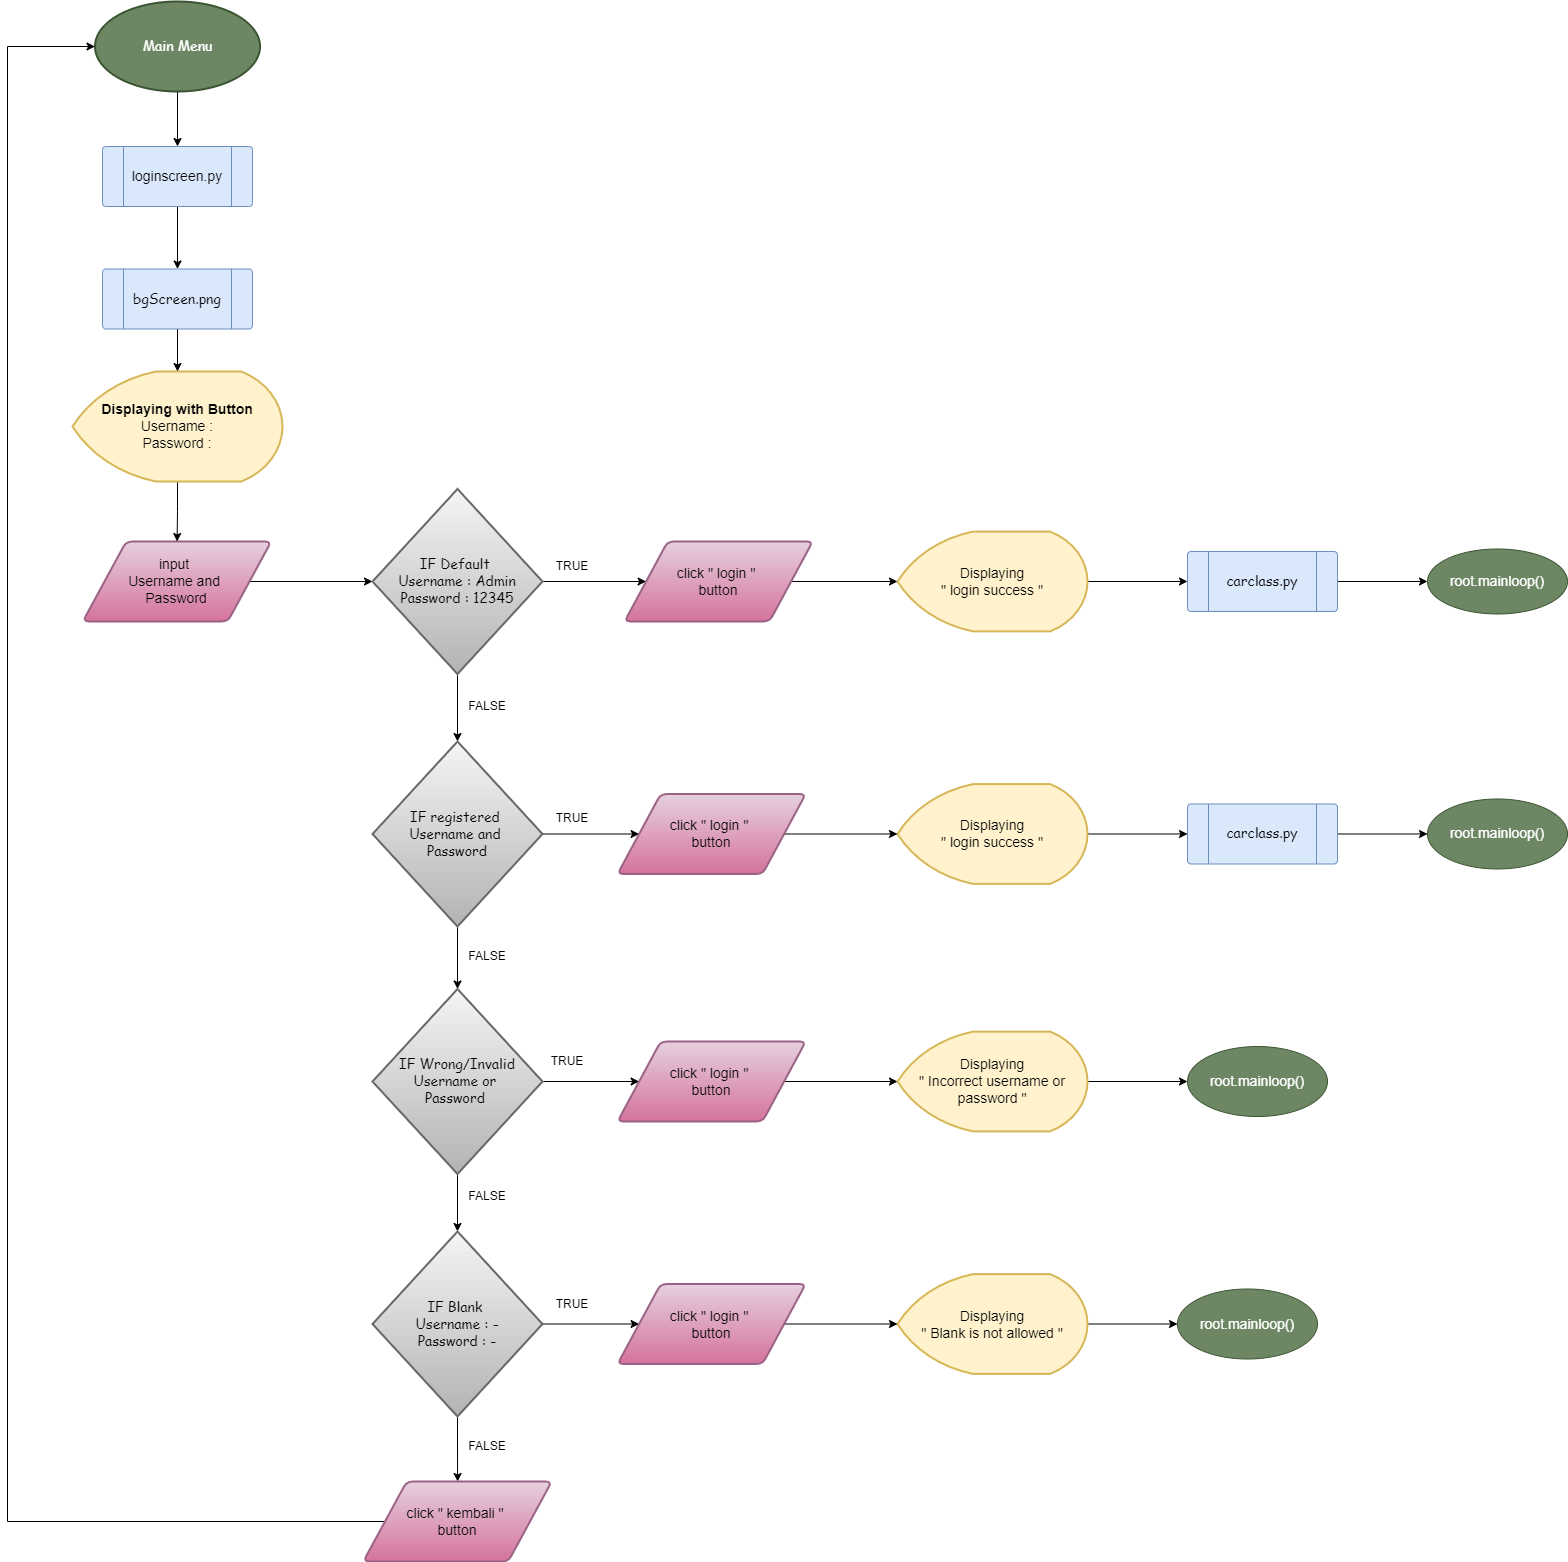 Main Menu
loginscreen.py
bgScreen.png
Displaying with Button
Username :
Password :
input
Username and
Password
IF Default
Username : Admin
Password : 12345
TRUE
click " login "
button
Displaying
" login success "
carclass.py
root.mainloop()
FALSE
IF registered
Username and
Password
TRUE
click " login "
button
Displaying
" login success "
carclass.py
root.mainloop()
FALSE
IF Wrong/Invalid
Username or
Password
TRUE
click " login "
button
Displaying
" Incorrect username or
password "
root.mainloop()
FALSE
IF Blank
Username : -
Password : -
TRUE
click " login "
button
Displaying
" Blank is not allowed "
root.mainloop()
FALSE
click " kembali "
button